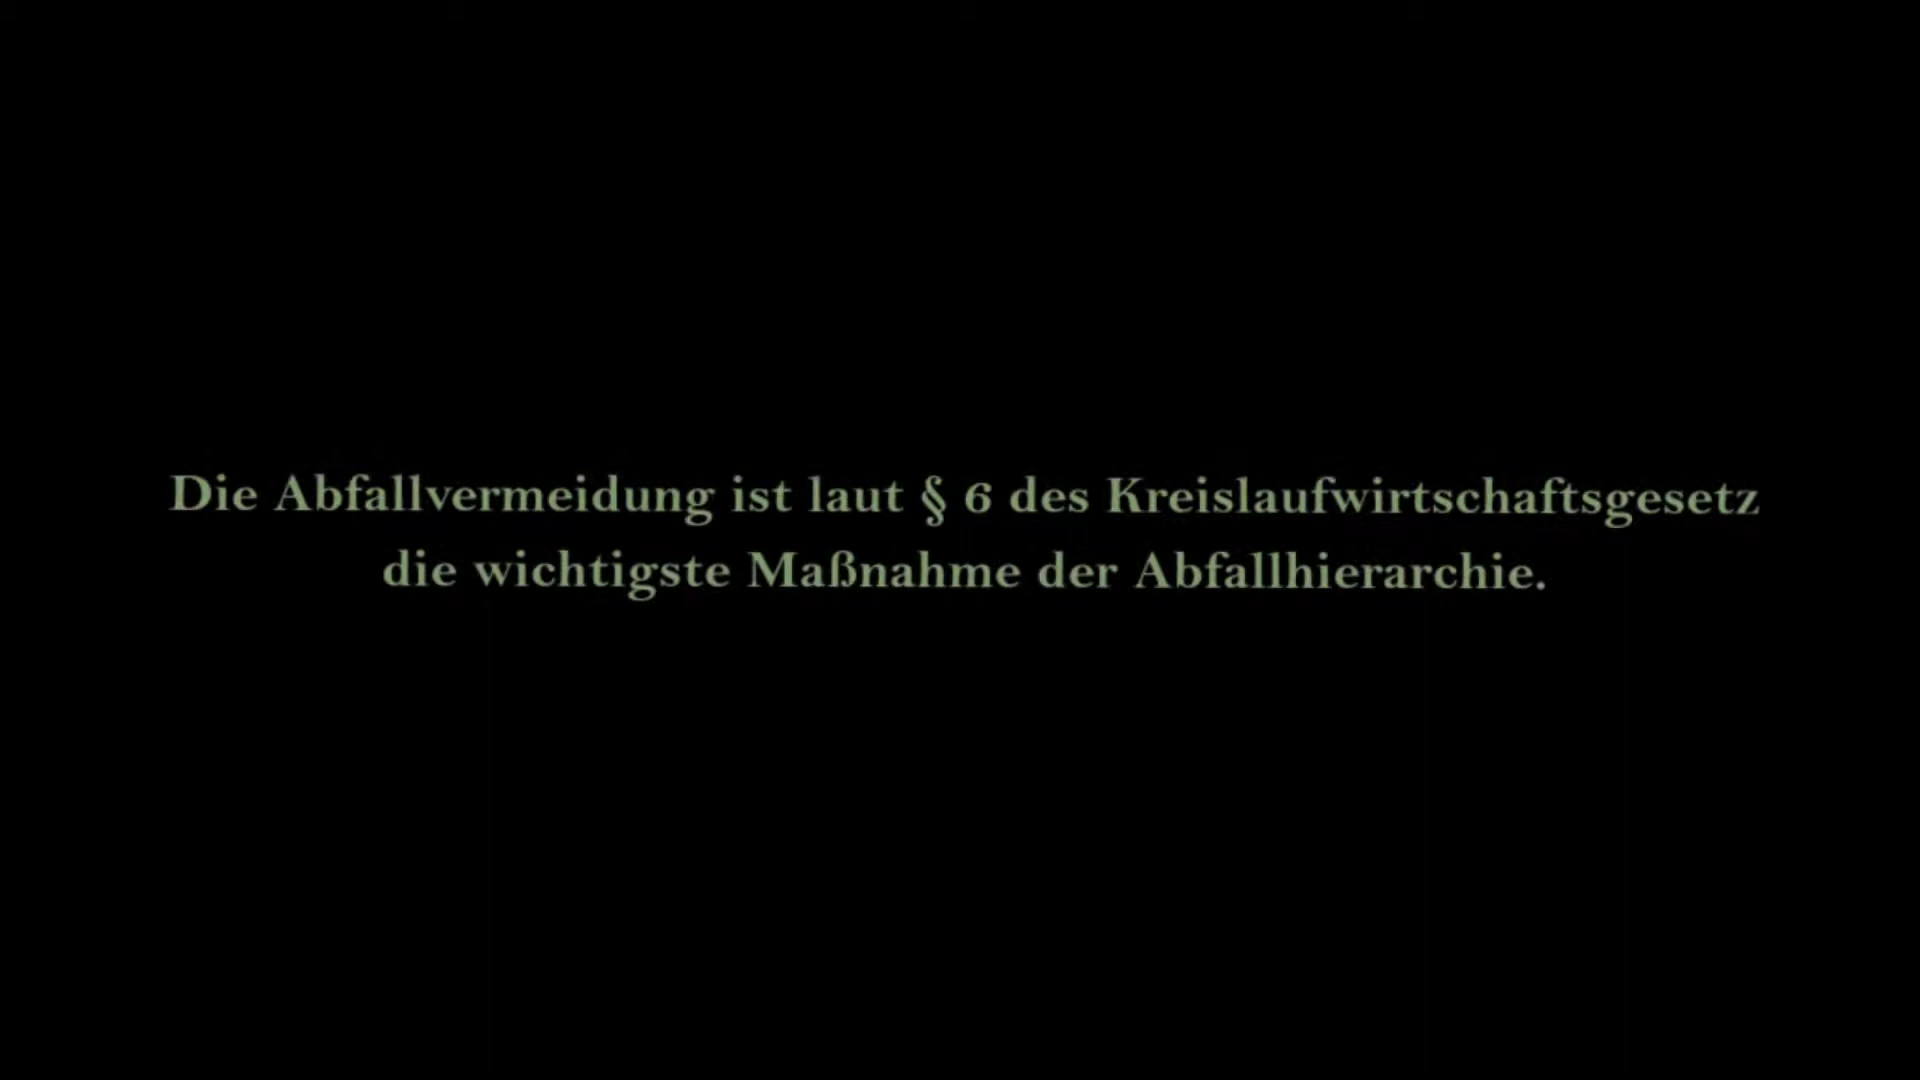 Die Abfallvermeidung ist laut § 6 des Kreislaufwirtschaftsgesetz
die wichtigste Maßnahme der Abfallhierarchie.